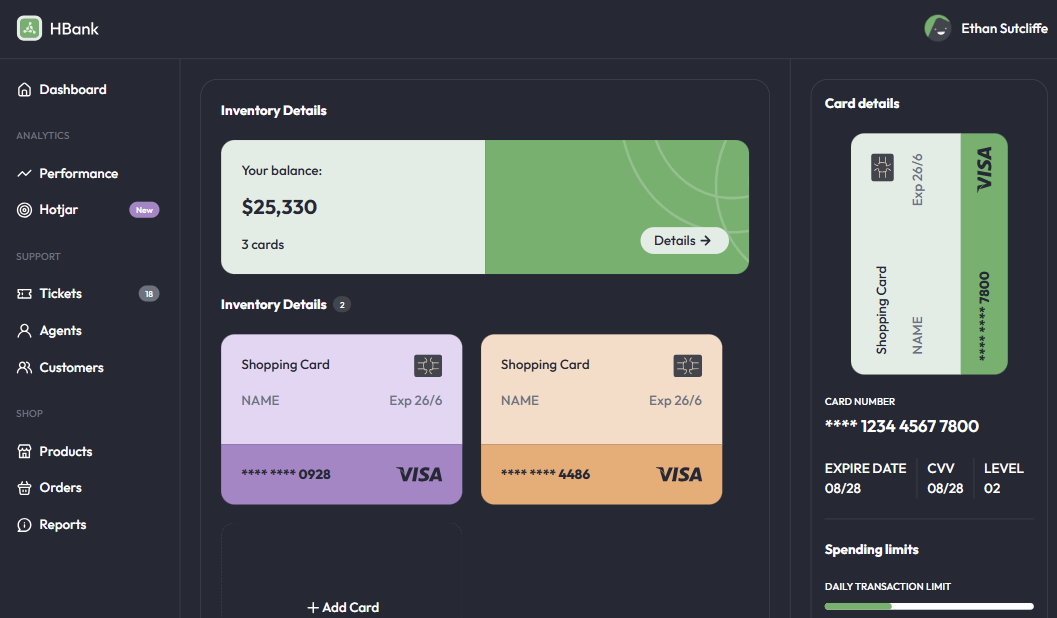 HBank
Ethan Sutcliffe
Dashboard
ANALYTICS
Performance
Hotjar New
SUPPORT
Tickets 18
Agents
Customers
SHOP
Products
Orders
Reports
Inventory Details
Your balance:
$25,330
3 cards
Details →
Inventory Details 2
Shopping Card
NAME Exp 26/6
**** **** 0928 VISA
Shopping Card
NAME Exp 26/6
**** **** 4486 VISA
+ Add Card
Card details
Shopping Card
NAME Exp 26/6
**** **** 7800 VISA
CARD NUMBER
**** 1234 4567 7800
EXPIRE DATE CVV LEVEL
08/28 08/28 02
Spending limits
DAILY TRANSACTION LIMIT